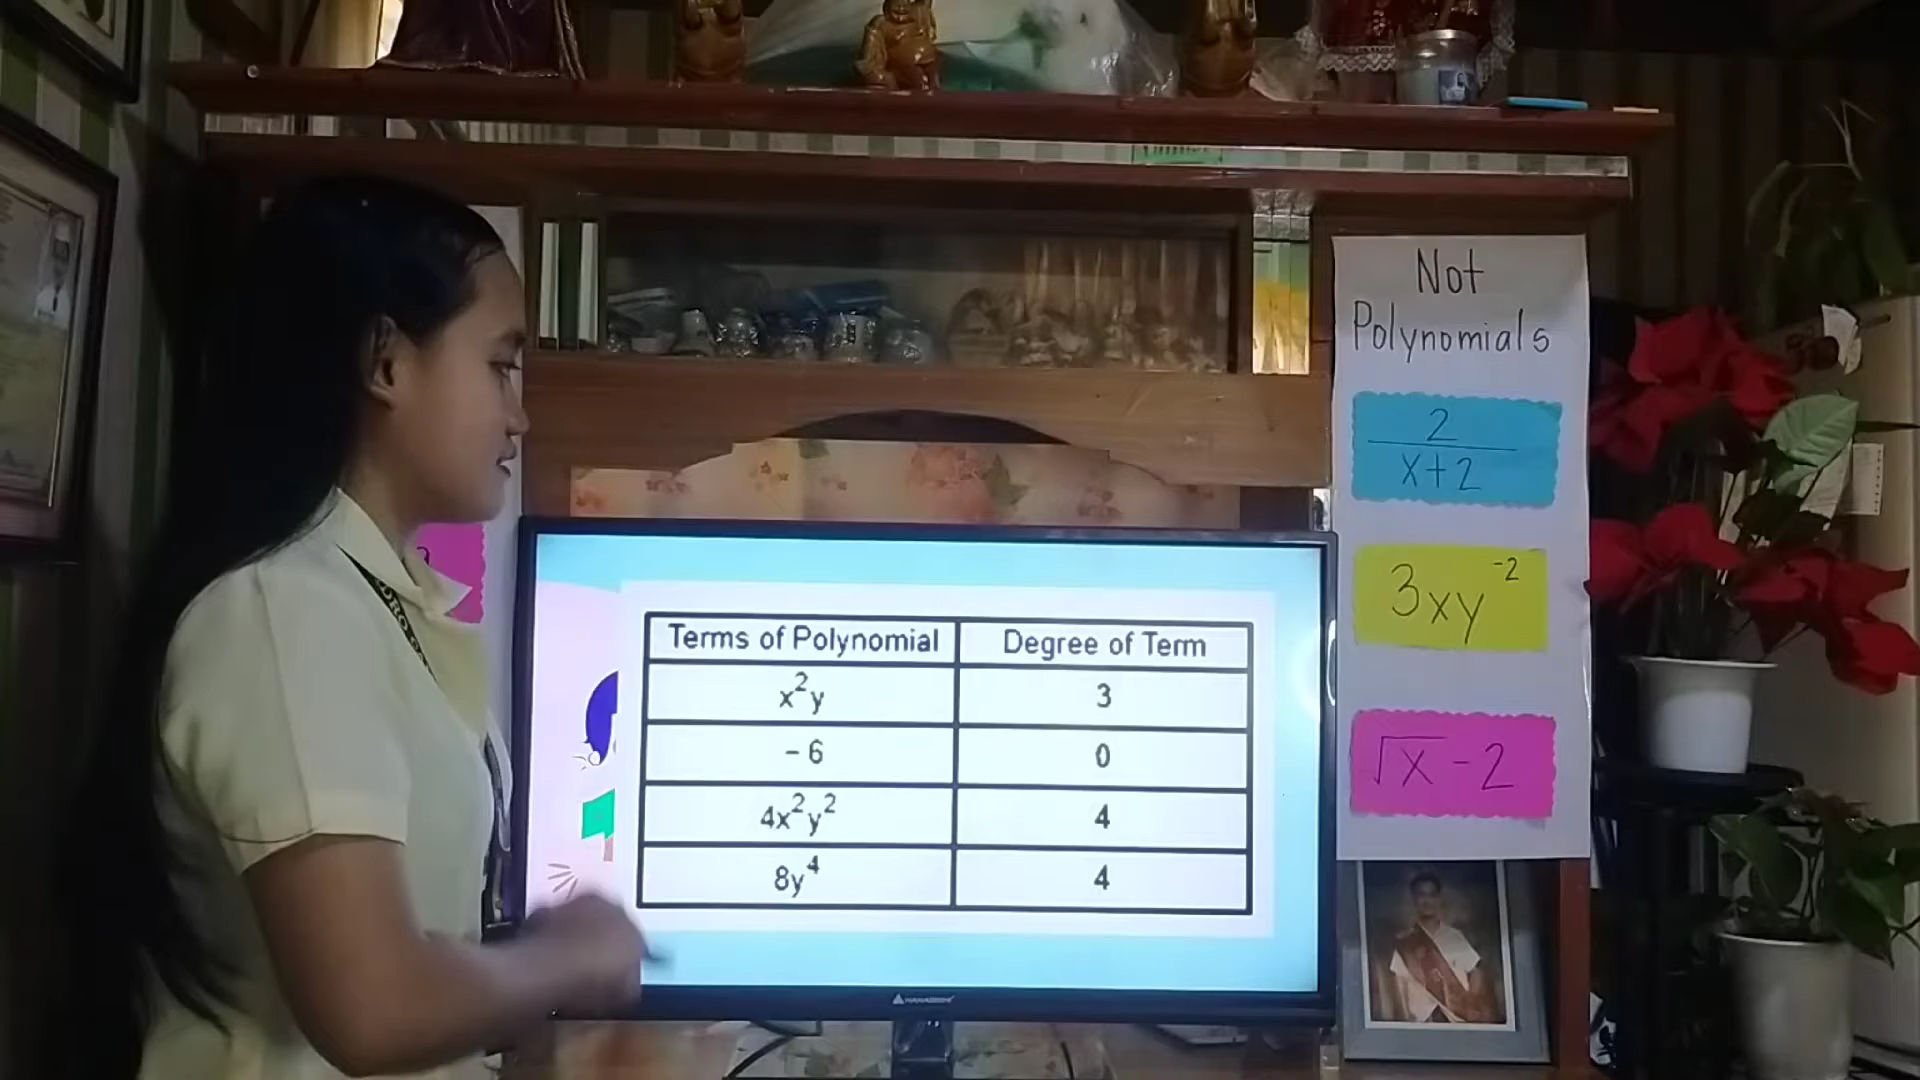 Not
Polynomials
2
x+2
3xy⁻²
√x - 2
Terms of Polynomial
Degree of Term
x²y
3
- 6
0
4x²y²
4
8y⁴
4
HANABISHI